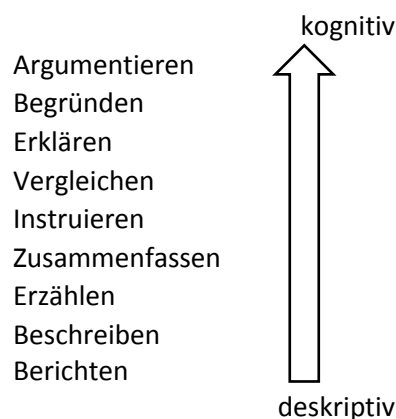 kognitiv
Argumentieren
Begründen
Erklären
Vergleichen
Instruieren
Zusammenfassen
Erzählen
Beschreiben
Berichten
deskriptiv